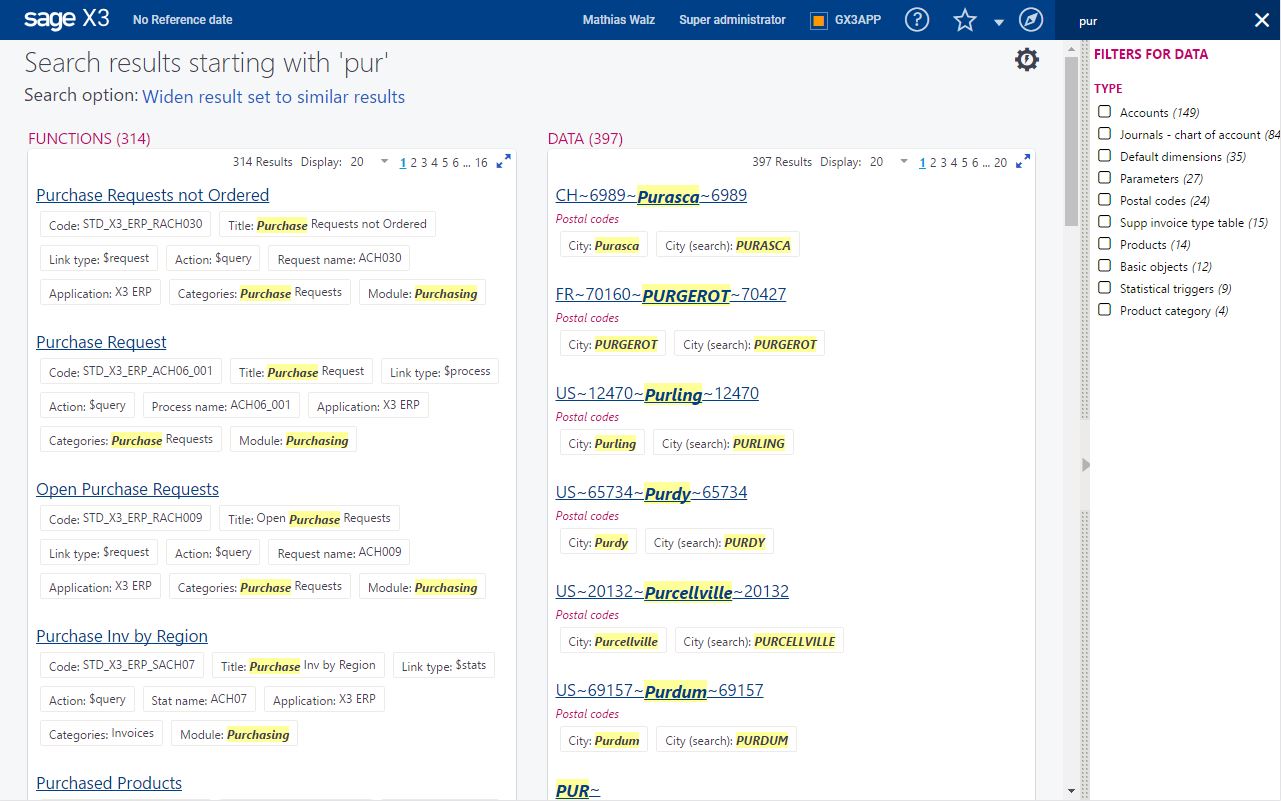 sage X3 No Reference date Mathias Walz Super administrator GX3APP ? pur
Search results starting with 'pur'
Search option: Widen result set to similar results
FUNCTIONS (314)
314 Results Display: 20 1 2 3 4 5 6 ... 16
Purchase Requests not Ordered
Code: STD_X3_ERP_RACH030 Title: Purchase Requests not Ordered
Link type: $request Action: $query Request name: ACH030
Application: X3 ERP Categories: Purchase Requests Module: Purchasing
Purchase Request
Code: STD_X3_ERP_ACH06_001 Title: Purchase Request Link type: $process
Action: $query Process name: ACH06_001 Application: X3 ERP
Categories: Purchase Requests Module: Purchasing
Open Purchase Requests
Code: STD_X3_ERP_RACH009 Title: Open Purchase Requests
Link type: $request Action: $query Request name: ACH009
Application: X3 ERP Categories: Purchase Requests Module: Purchasing
Purchase Inv by Region
Code: STD_X3_ERP_SACH07 Title: Purchase Inv by Region Link type: $stats
Action: $query Stat name: ACH07 Application: X3 ERP
Categories: Invoices Module: Purchasing
Purchased Products
DATA (397)
397 Results Display: 20 1 2 3 4 5 6 ... 20
CH~6989~Purasca~6989
Postal codes
City: Purasca City (search): PURASCA
FR~70160~PURGEROT~70427
Postal codes
City: PURGEROT City (search): PURGEROT
US~12470~Purling~12470
Postal codes
City: Purling City (search): PURLING
US~65734~Purdy~65734
Postal codes
City: Purdy City (search): PURDY
US~20132~Purcellville~20132
Postal codes
City: Purcellville City (search): PURCELLVILLE
US~69157~Purdum~69157
Postal codes
City: Purdum City (search): PURDUM
PUR~
FILTERS FOR DATA
TYPE
Accounts (149)
Journals - chart of account (84
Default dimensions (35)
Parameters (27)
Postal codes (24)
Supp invoice type table (15)
Products (14)
Basic objects (12)
Statistical triggers (9)
Product category (4)